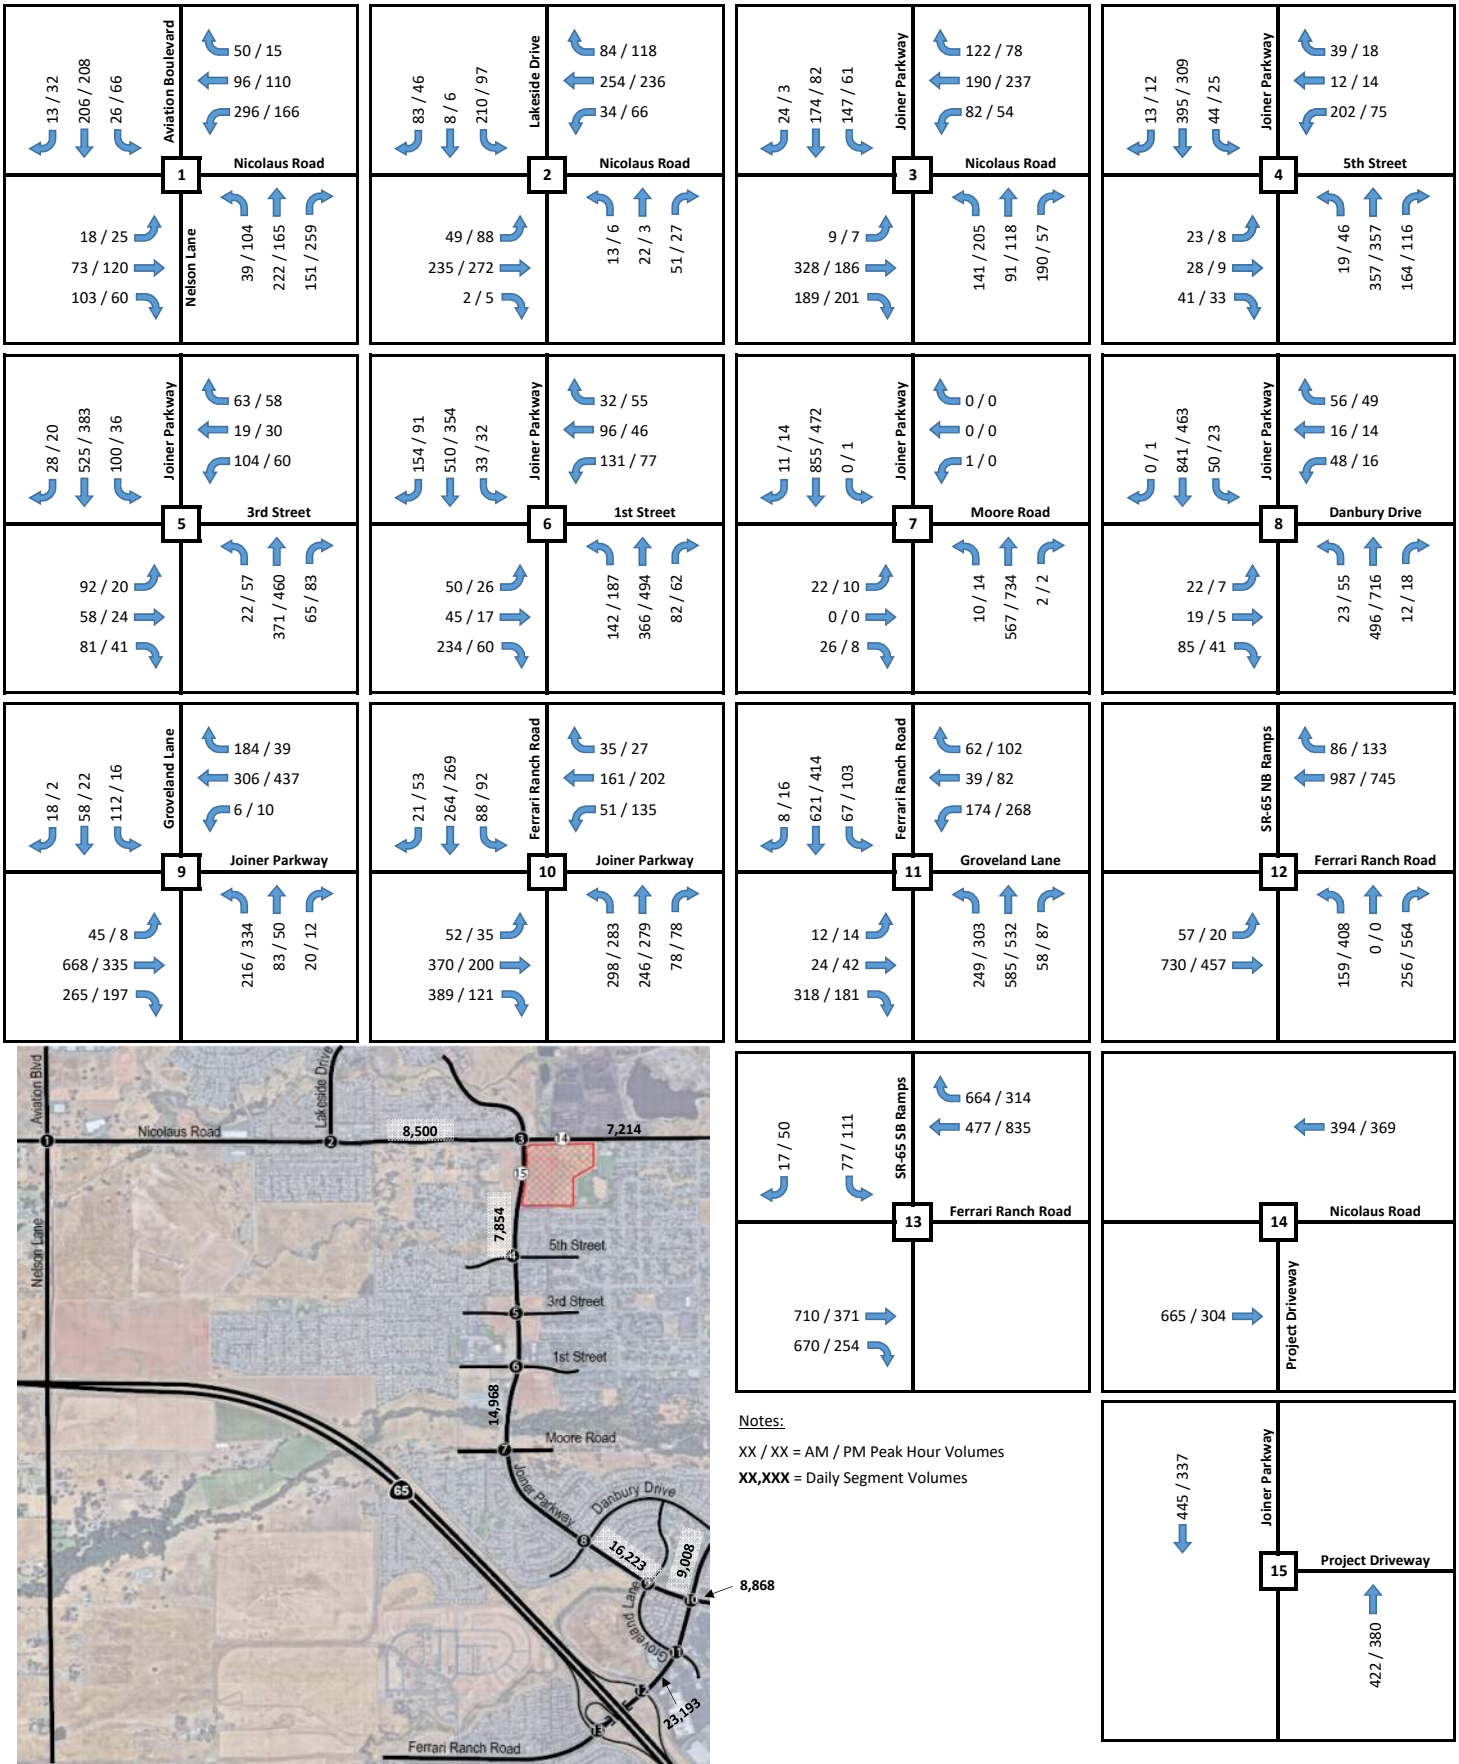 Aviation Boulevard
13 / 32
206 / 208
26 / 66
50 / 15
96 / 110
296 / 166
Nicolaus Road
1
18 / 25
73 / 120
103 / 60
Nelson Lane
39 / 104
222 / 165
151 / 259
Lakeside Drive
83 / 46
8 / 6
210 / 97
84 / 118
254 / 236
34 / 66
Nicolaus Road
2
49 / 88
235 / 272
2 / 5
13 / 6
22 / 3
51 / 27
Joiner Parkway
24 / 3
174 / 82
147 / 61
122 / 78
190 / 237
82 / 54
Nicolaus Road
3
9 / 7
328 / 186
189 / 201
141 / 205
91 / 118
190 / 57
Joiner Parkway
13 / 12
395 / 309
44 / 25
39 / 18
12 / 14
202 / 75
5th Street
4
23 / 8
28 / 9
41 / 33
19 / 46
357 / 357
164 / 116
Joiner Parkway
28 / 20
525 / 383
100 / 36
63 / 58
19 / 30
104 / 60
3rd Street
5
92 / 20
58 / 24
81 / 41
22 / 57
371 / 460
65 / 83
Joiner Parkway
154 / 91
510 / 354
33 / 32
32 / 55
96 / 46
131 / 77
1st Street
6
50 / 26
45 / 17
234 / 60
142 / 187
366 / 494
82 / 62
Joiner Parkway
11 / 14
855 / 472
0 / 1
0 / 0
0 / 0
1 / 0
Moore Road
7
22 / 10
0 / 0
26 / 8
10 / 14
567 / 734
2 / 2
Joiner Parkway
0 / 1
841 / 463
50 / 23
56 / 49
16 / 14
48 / 16
Danbury Drive
8
22 / 7
19 / 5
85 / 41
23 / 55
496 / 716
12 / 18
Groveland Lane
18 / 2
58 / 22
112 / 16
184 / 39
306 / 437
6 / 10
Joiner Parkway
9
45 / 8
668 / 335
265 / 197
216 / 334
83 / 50
20 / 12
Ferrari Ranch Road
21 / 53
264 / 269
88 / 92
35 / 27
161 / 202
51 / 135
Joiner Parkway
10
52 / 35
370 / 200
389 / 121
298 / 283
246 / 279
78 / 78
Ferrari Ranch Road
8 / 16
621 / 414
67 / 103
62 / 102
39 / 82
174 / 268
Groveland Lane
11
12 / 14
24 / 42
318 / 181
249 / 303
585 / 532
58 / 87
SR-65 NB Ramps
86 / 133
987 / 745
Ferrari Ranch Road
12
57 / 20
730 / 457
159 / 408
0 / 0
256 / 564
Aviation Blvd
Lakeside Drive
Nicolaus Road
8,500
7,214
1
2
3
14
15
7,854
4
5th Street
Nelson Lane
5
3rd Street
6
1st Street
14,968
7
Moore Road
65
Joiner Parkway
Danbury Drive
8
16,223
9,008
9
10
8,868
Groveland Lane
11
12
23,193
13
Ferrari Ranch Road
SR-65 SB Ramps
17 / 50
77 / 111
664 / 314
477 / 835
Ferrari Ranch Road
13
710 / 371
670 / 254
394 / 369
Nicolaus Road
14
665 / 304
Project Driveway
Notes:
XX / XX = AM / PM Peak Hour Volumes
XX,XXX = Daily Segment Volumes
Joiner Parkway
445 / 337
Project Driveway
15
422 / 380